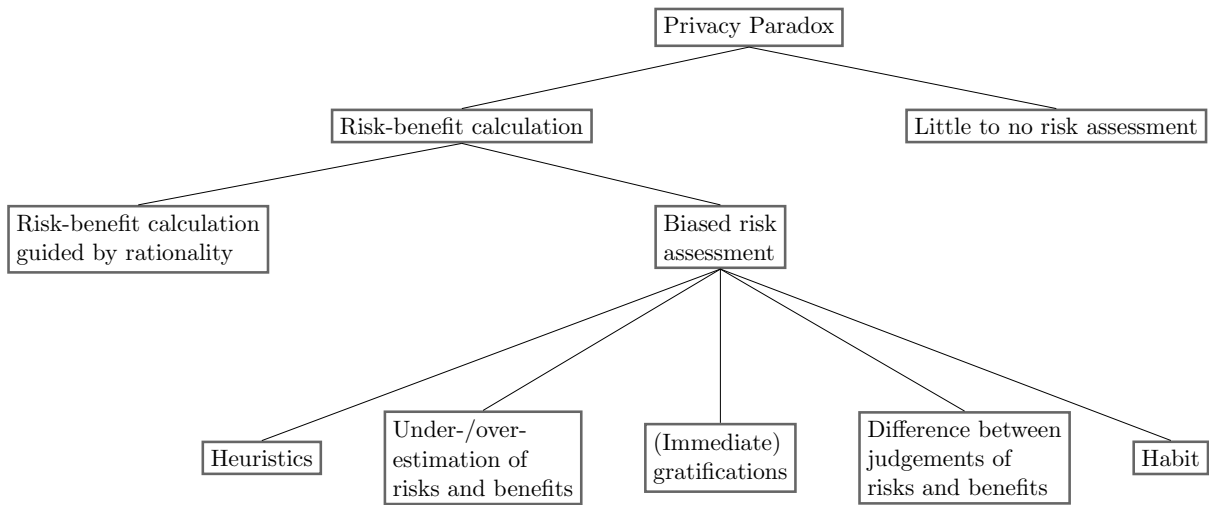 Privacy Paradox
Risk-benefit calculation
Little to no risk assessment
Risk-benefit calculation
guided by rationality
Biased risk
assessment
Heuristics
Under-/over-
estimation of
risks and benefits
(Immediate)
gratifications
Difference between
judgements of
risks and benefits
Habit